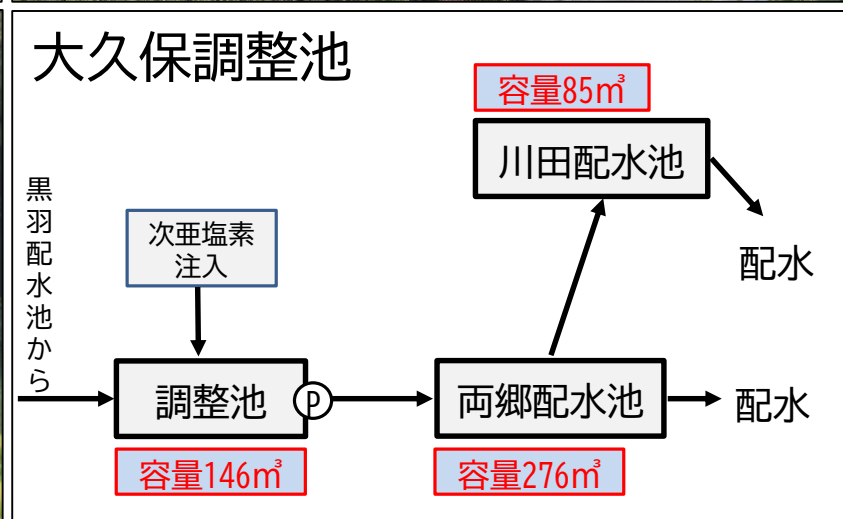 大久保調整池
容量85㎥
川田配水池
黒羽配水池から
次亜塩素
注入
配水
調整池
P
両郷配水池
配水
容量146㎥
容量276㎥